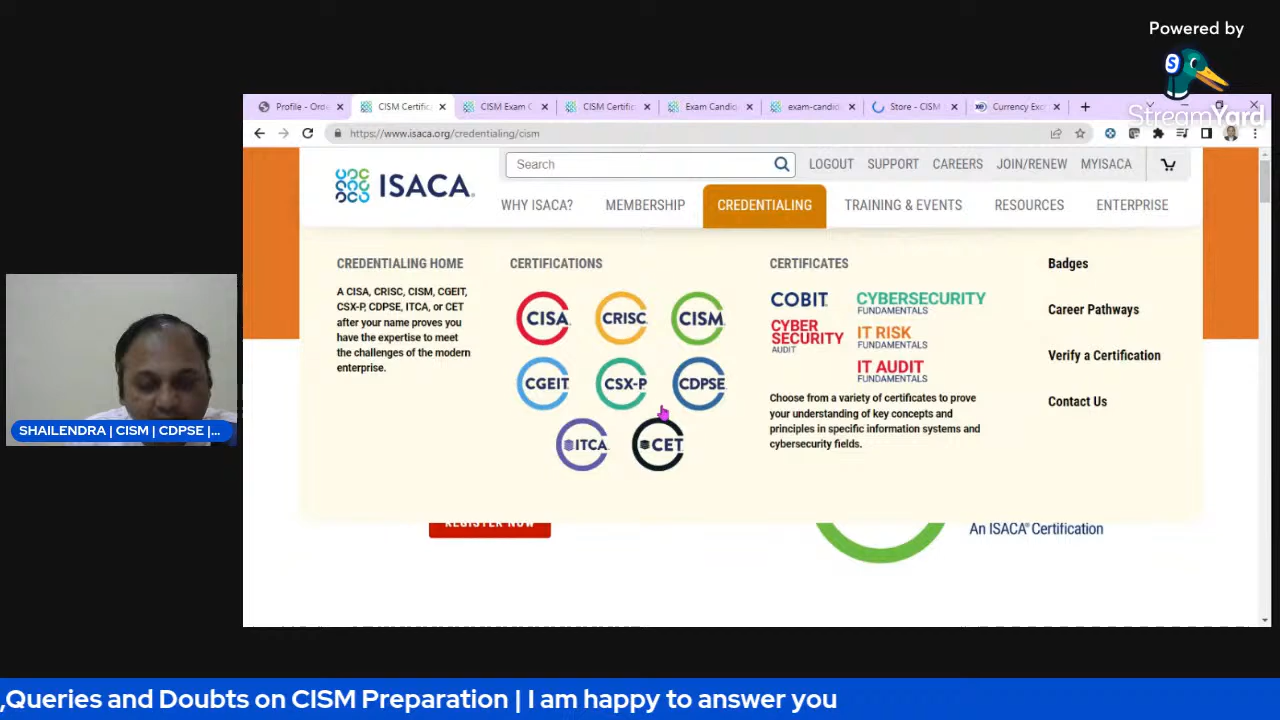 Powered by
S
StreamYard
Profile - Orde
CISM Certific
CISM Exam C
CISM Certific
Exam Candid
exam-candid
Store - CISM
Currency Exc
https://www.isaca.org/credentialing/cism
ISACA
Search
LOGOUT SUPPORT CAREERS JOIN/RENEW MYISACA
WHY ISACA? MEMBERSHIP CREDENTIALING TRAINING & EVENTS RESOURCES ENTERPRISE
CREDENTIALING HOME
A CISA, CRISC, CISM, CGEIT,
CSX-P, CDPSE, ITCA, or CET
after your name proves you
have the expertise to meet
the challenges of the modern
enterprise.
CERTIFICATIONS
CISA CRISC CISM
CGEIT CSX-P CDPSE
ITCA CET
CERTIFICATES
COBIT
CYBERSECURITY
FUNDAMENTALS
CYBER
SECURITY
AUDIT
IT RISK
FUNDAMENTALS
IT AUDIT
FUNDAMENTALS
Choose from a variety of certificates to prove
your understanding of key concepts and
principles in specific information systems and
cybersecurity fields.
Badges
Career Pathways
Verify a Certification
Contact Us
REGISTER NOW
An ISACA® Certification
SHAILENDRA | CISM | CDPSE |...
,Queries and Doubts on CISM Preparation | I am happy to answer you